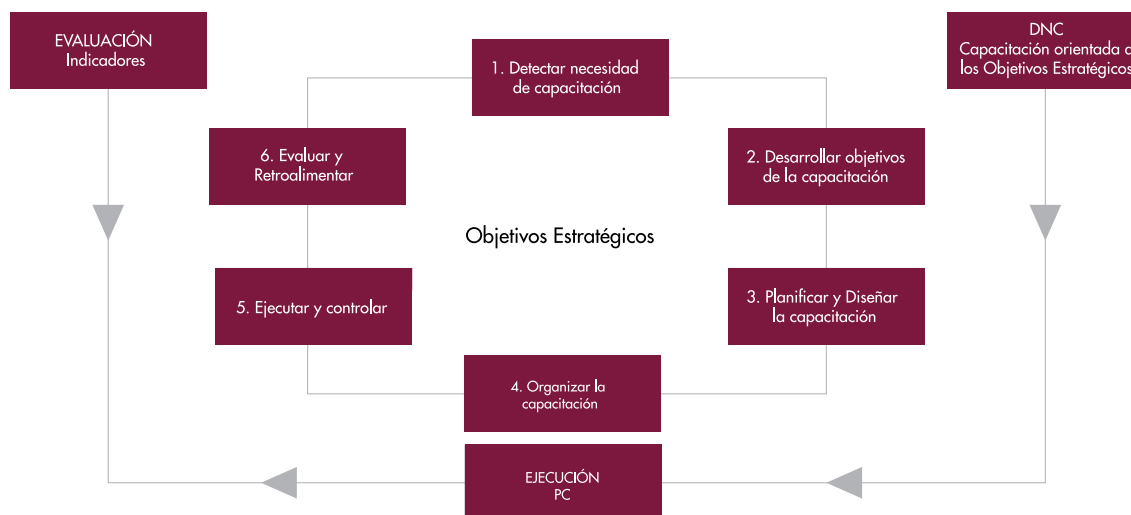 EVALUACIÓN
Indicadores
DNC
Capacitación orientada a
los Objetivos Estratégicos
1. Detectar necesidad
de capacitación
6. Evaluar y
Retroalimentar
2. Desarrollar objetivos
de la capacitación
Objetivos Estratégicos
5. Ejecutar y controlar
3. Planificar y Diseñar
la capacitación
4. Organizar la
capacitación
EJECUCIÓN
PC